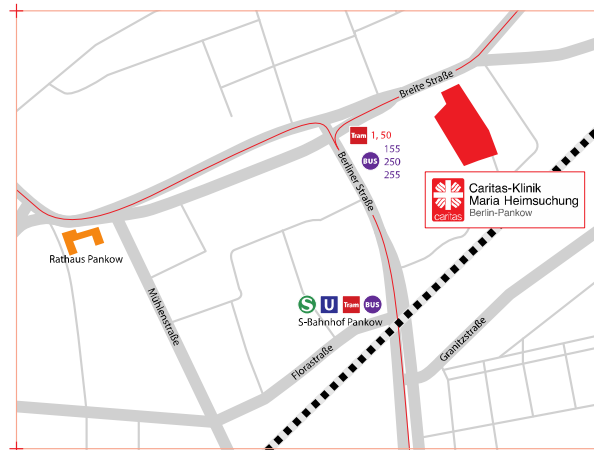 Breite Straße
Tram 1, 50
155
BUS 250
255
Berliner Straße
caritas
Caritas-Klinik
Maria Heimsuchung
Berlin-Pankow
Rathaus Pankow
Mühlenstraße
S U Tram BUS
S-Bahnhof Pankow
Florastraße
Granitzstraße